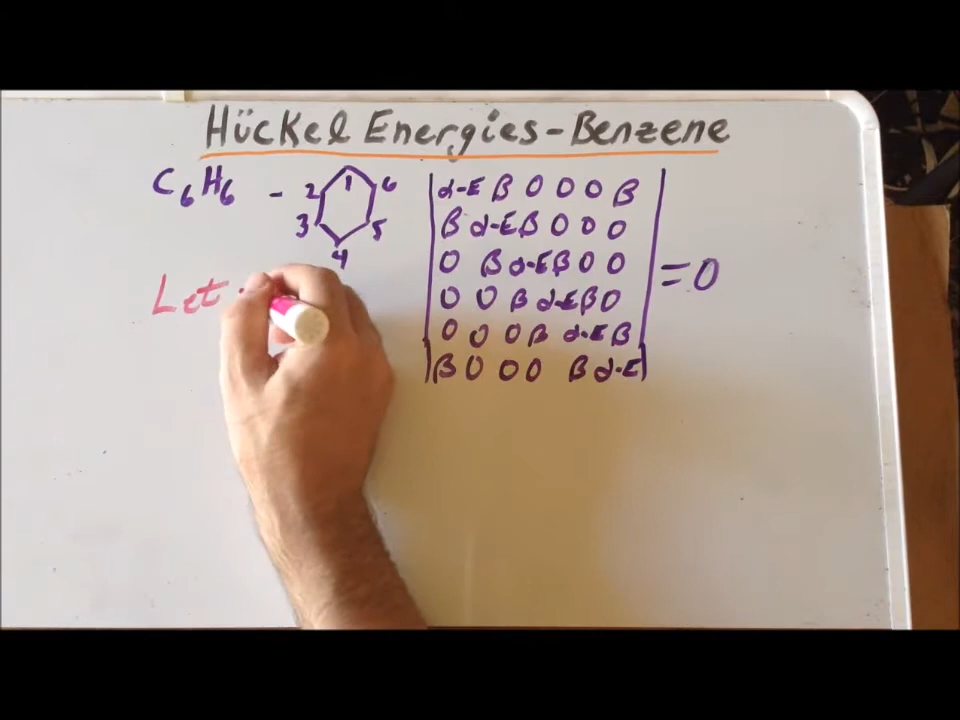 Hückel Energies-Benzene
C₆H₆ - 1 2 3 4 5 6
α-E β 0 0 0 β
β α-E β 0 0 0
0 β α-E β 0 0
0 0 β α-E β 0
0 0 0 β α-E β
β 0 0 0 β α-E
= 0
Let